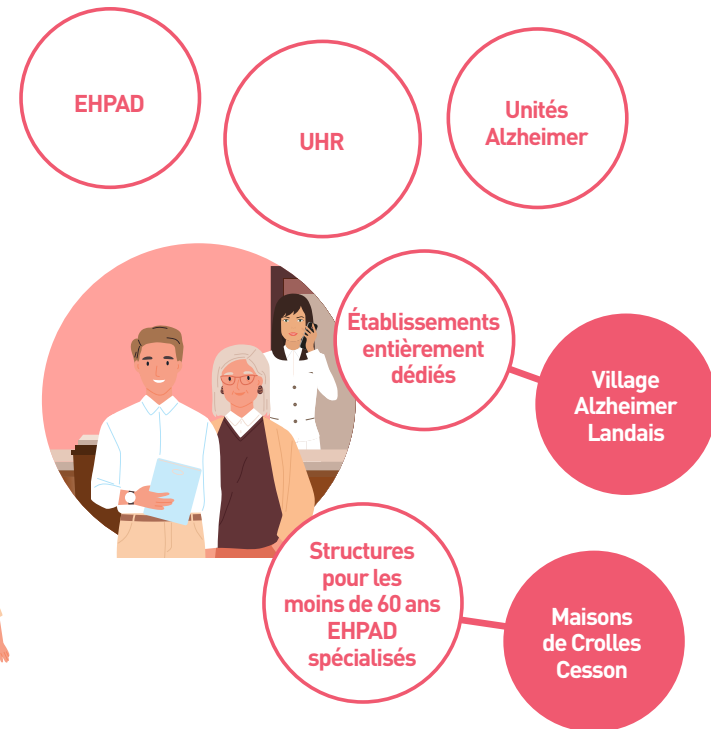 EHPAD
UHR
Unités
Alzheimer
Établissements
entièrement
dédiés
Village
Alzheimer
Landais
Structures
pour les
moins de 60 ans
EHPAD
spécialisés
Maisons
de Crolles
Cesson